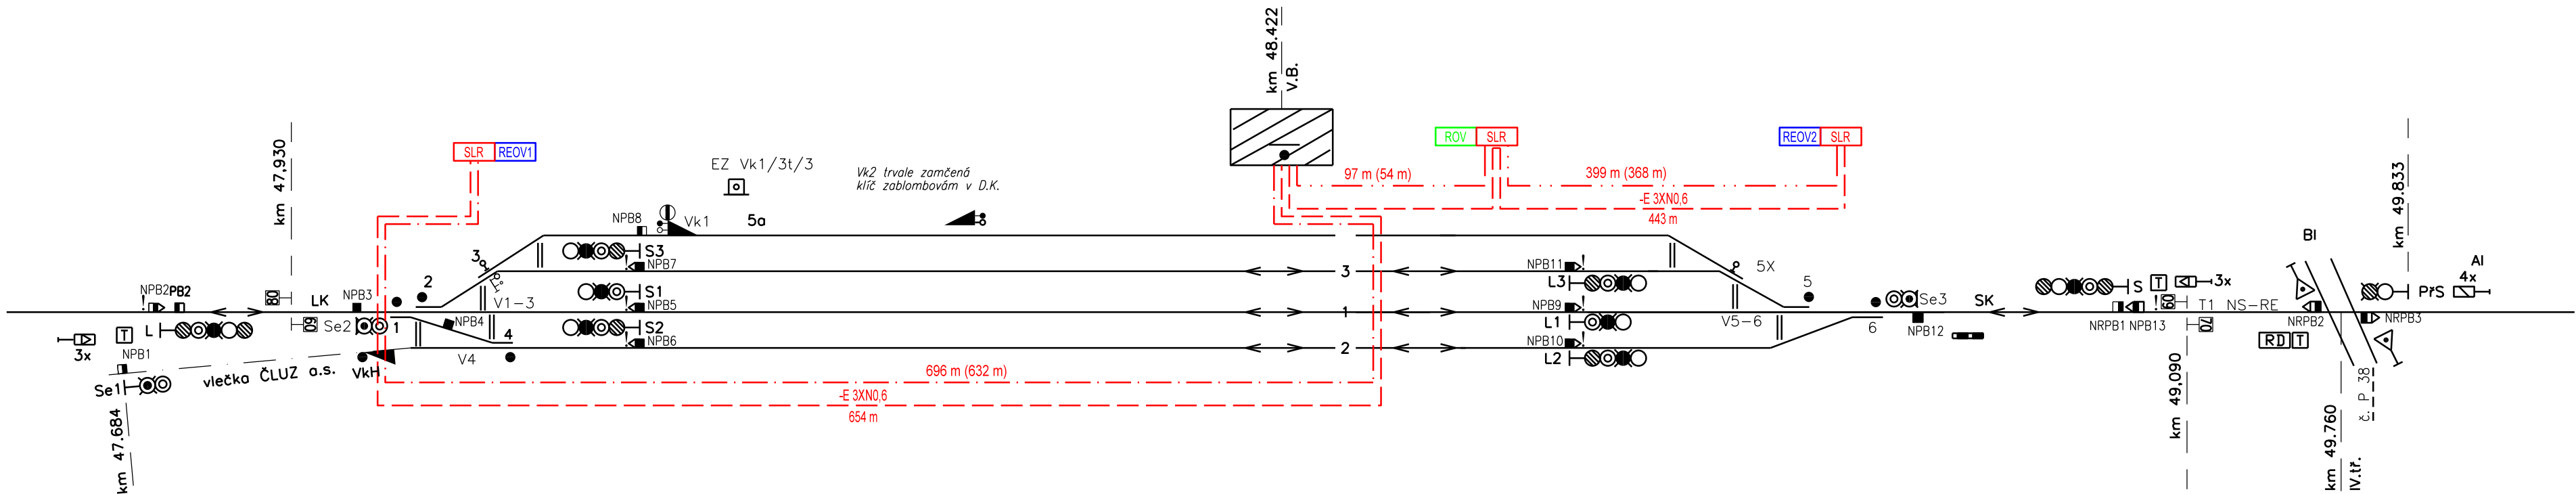 km 48.422
V.B.
km 47,930
SLR REOV1
EZ Vk1/3t/3
Vk2 trvale zamčená
klíč zablombovám v D.K.
ROV SLR
REOV2 SLR
97 m (54 m)
399 m (368 m)
-E 3XN0,6
443 m
km 49.833
NPB8
Vk1
5a
S3
NPB7
3
3
NPB11
L3
5X
5
BI
AI
4x
PřS
NPB2
PB2
80
LK
NPB3
2
V1-3
S1
NPB5
1
NPB9
V5-6
Se3
SK
S
T
3x
60
T1
NS-RE
NRPB2
NRPB3
L
T
3x
NPB1
60
Se2
1
NPB4
4
S2
NPB6
2
L1
NPB10
L2
6
NPB12
NRPB1
NPB13
70
RD T
Se1
vlečka ČLUZ a.s.
VkH
V4
696 m (632 m)
-E 3XN0,6
654 m
km 47.684
km 49,090
km 49.760
IV.tř.
č. P 38